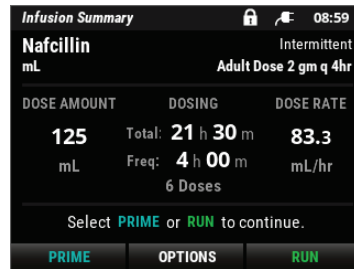 Infusion Summary 08:59
Nafcillin Intermittent
mL Adult Dose 2 gm q 4hr
DOSE AMOUNT DOSING DOSE RATE
125 Total: 21 h 30 m 83.3
mL Freq: 4 h 00 m mL/hr
6 Doses
Select PRIME or RUN to continue.
PRIME OPTIONS RUN